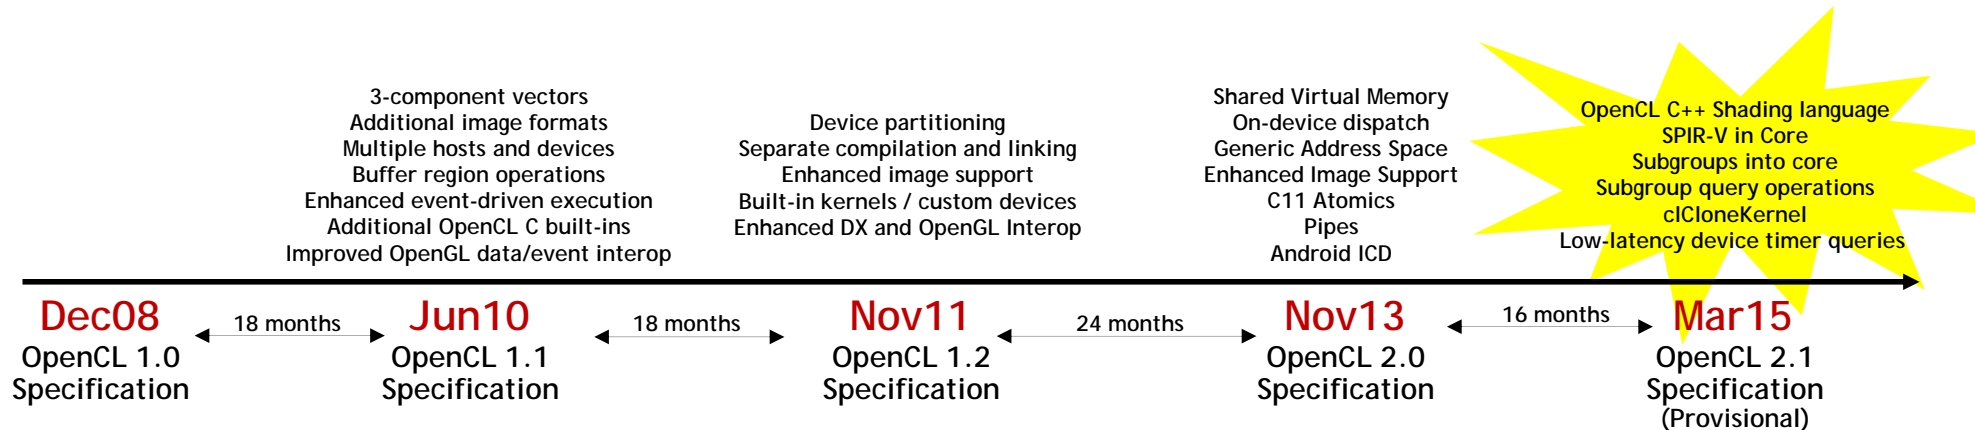 3-component vectors
Additional image formats
Multiple hosts and devices
Buffer region operations
Enhanced event-driven execution
Additional OpenCL C built-ins
Improved OpenGL data/event interop
Device partitioning
Separate compilation and linking
Enhanced image support
Built-in kernels / custom devices
Enhanced DX and OpenGL Interop
Shared Virtual Memory
On-device dispatch
Generic Address Space
Enhanced Image Support
C11 Atomics
Pipes
Android ICD
OpenCL C++ Shading language
SPIR-V in Core
Subgroups into core
Subgroup query operations
clCloneKernel
Low-latency device timer queries
Dec08
OpenCL 1.0
Specification
18 months
Jun10
OpenCL 1.1
Specification
18 months
Nov11
OpenCL 1.2
Specification
24 months
Nov13
OpenCL 2.0
Specification
16 months
Mar15
OpenCL 2.1
Specification
(Provisional)